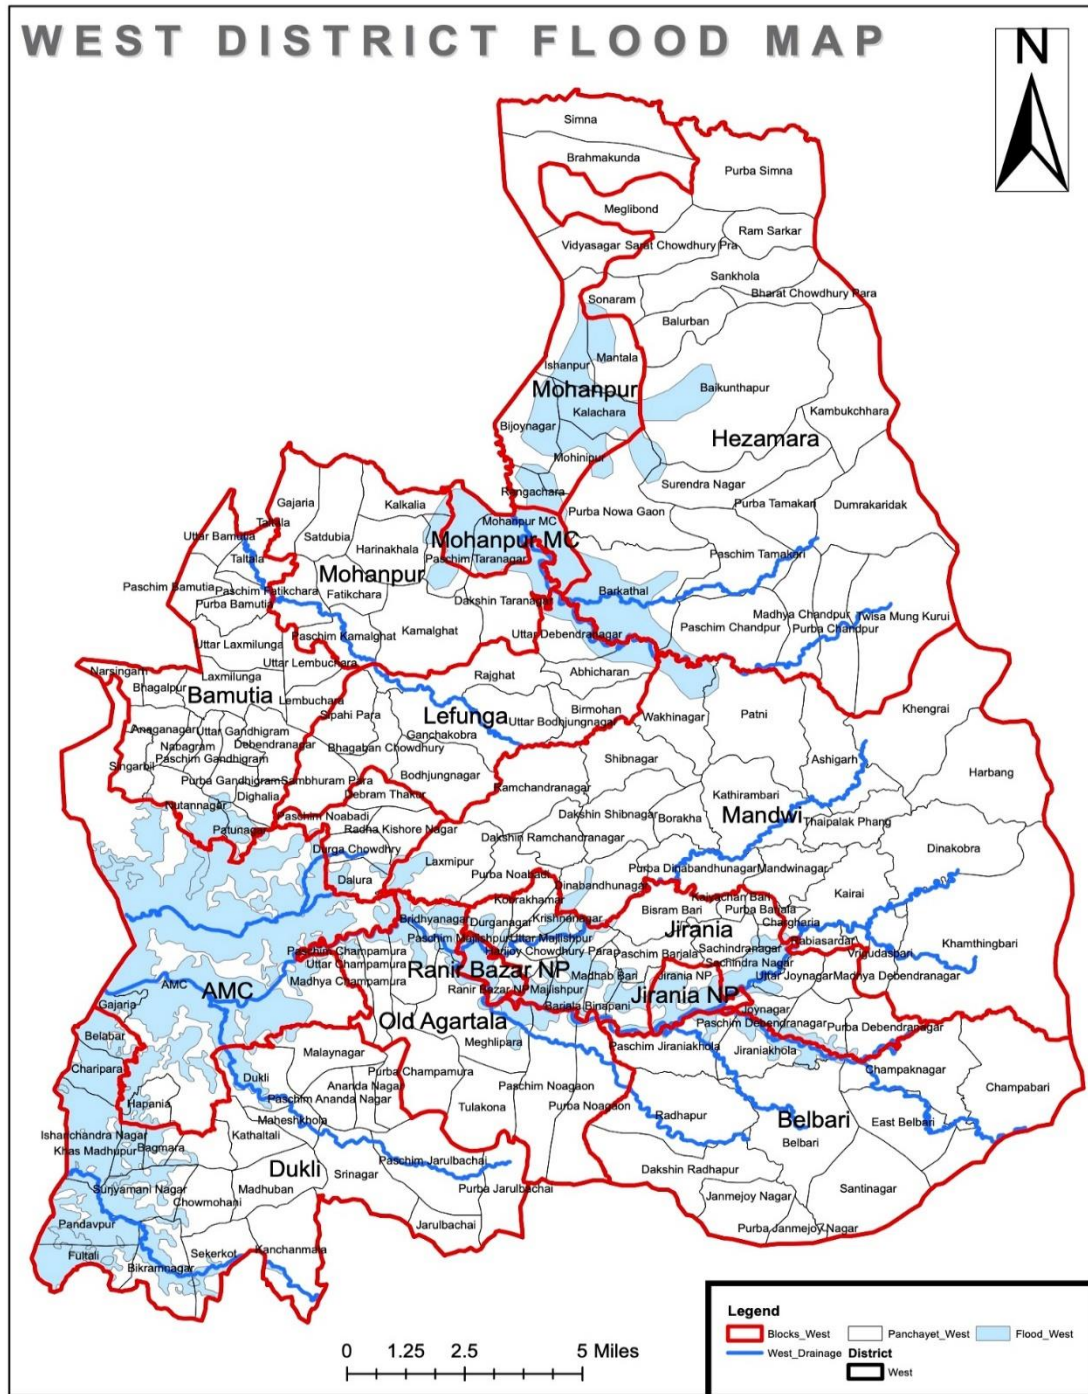 WEST DISTRICT FLOOD MAP
N
Simna
Brahmakunda
Purba Simna
Meglibond
Ram Sarkar
Vidyasagar
Sarat Chowdhury Pra
Sankhola
Bharat Chowdhury Para
Sonaram
Balurban
Mantala
Ishanpur
Mohanpur
Baikunthapur
Kalachara
Kambukchhara
Bijoynagar
Hezamara
Mohinipur
Surendra Nagar
Rangachara
Purba Tamakari
Dumrakaridak
Gajaria
Kalkalia
Purba Nowa Gaon
Taltala
Mohanpur MC
Uttar Bamutia
Satdubia
Mohanpur MC
Harinakhala
Paschim Tamakari
Taltala
Paschim Taranagar
Mohanpur
Paschim Bamutia
Paschim Fatikchara
Fatikchara
Barkathal
Purba Bamutia
Dakshin Taranagar
Madhya Chandpur
Twisa Mung Kurui
Paschim Chandpur
Purba Chandpur
Paschim Kamalghat
Kamalghat
Uttar Debendranagar
Uttar Laxmilunga
Uttar Lembuchara
Narsingarh
Laxmilunga
Rajghat
Abhicharan
Bhagalpur
Bamutia
Lembuchara
Khengrai
Birmohan
Sipahi Para
Lefunga
Wakhinagar
Patni
Uttar Bodhjungnagar
Anaganagar
Uttar Gandhigram
Ganchakobra
Debendranagar
Nabagram
Bhagaban Chowdhury
Paschim Gandhigram
Shibnagar
Ashigarh
Singarbil
Bodhjungnagar
Harbang
Purba Gandhigram
Sambhuram Para
Kathirambari
Ramchandranagar
Dighalia
Debram Thakur
Nutannagar
Paschim Noabadi
Dakshin Shibnagar
Mandwi
Borakha
Thaipalak Phang
Patunagar
Radha Kishore Nagar
Dakshin Ramchandranagar
Durga Chowdhry
Dinakobra
Laxmipur
Purba Dinabandhunagar
Mandwinagar
Purba Noabadi
Dalura
Dinabandhunagar
Kairai
Kourakhamar
Kaiyachan Bari
Bisram Bari
Purba Barjala
Bridhyanagar
Durganagar
Krishnanagar
Chargheria
Jirania
Paschim Majlishpur
Uttar Majlishpur
Rabiasardar
Khamthingbari
Paschim Champamura
Harijoy Chowdhury Para
Paschim Barjala
Sachindranagar
Vrigudasbari
Uttar Champamura
Ranir Bazar NP
Sachindra Nagar
Madhya Champamura
Madhab Bari
Jirania NP
Uttar Joynagar
Madhya Debendranagar
AMC
AMC
Ranir Bazar NP
Majlishpur
Jirania NP
Gajaria
Barjala
Binapani
Joynagar
Old Agartala
Paschim Debendranagar
Purba Debendranagar
Belabar
Meghlipara
Paschim Jiraniakhola
Jiraniakhola
Malaynagar
Charipara
Purba Champamura
Champaknagar
Dukli
Ananda Nagar
Paschim Noagaon
Champabari
Paschim Ananda Nagar
Hapania
Tulakona
Purba Noagaon
Maheshkhola
Radhapur
Belbari
East Belbari
Ishanchandra Nagar
Kathaltali
Belbari
Khas Madhupur
Bagmara
Paschim Jarulbachai
Dukli
Srinagar
Dakshin Radhapur
Suriyamani Nagar
Madhuban
Purba Jarulbachai
Santinagar
Chowmohani
Janmejoy Nagar
Pandavpur
Jarulbachai
Purba Janmejoy Nagar
Fultali
Sekerkot
Kanchanmala
Bikramnagar
0 1.25 2.5 5 Miles
Legend
Blocks_West Panchayet_West Flood_West
West_Drainage District
West